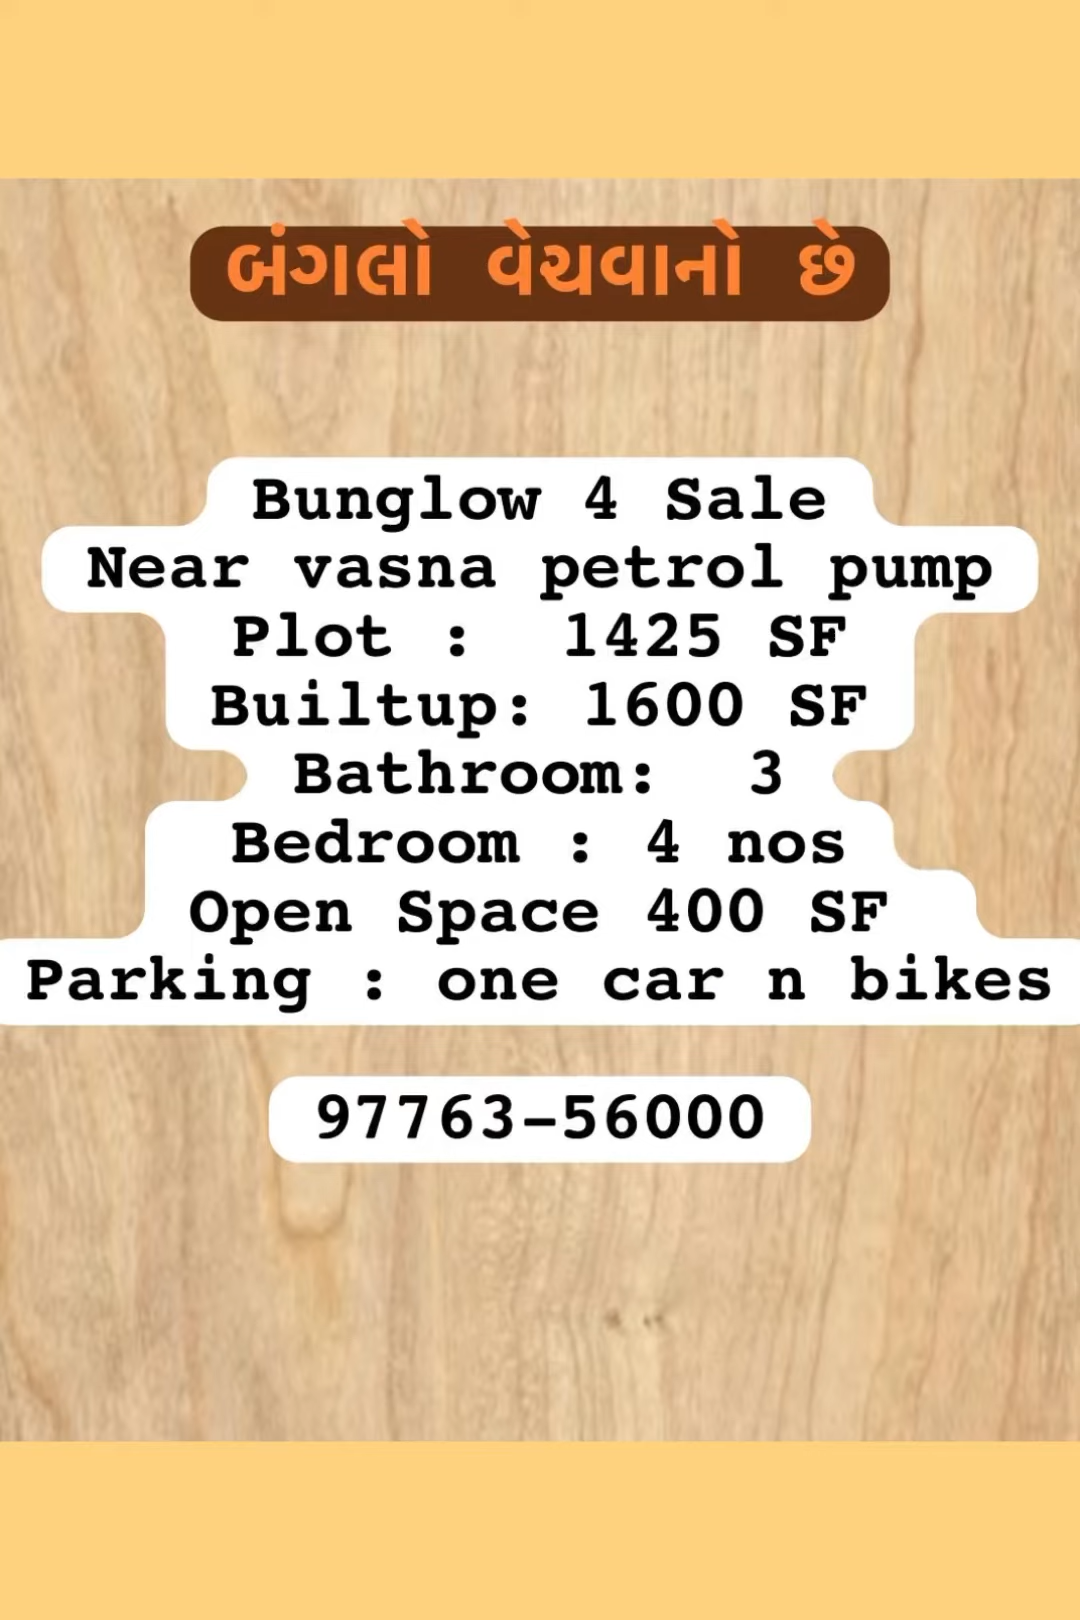 બંગલો વેચવાનો છે
Bunglow 4 Sale
Near vasna petrol pump
Plot : 1425 SF
Builtup: 1600 SF
Bathroom: 3
Bedroom : 4 nos
Open Space 400 SF
Parking : one car n bikes
97763-56000